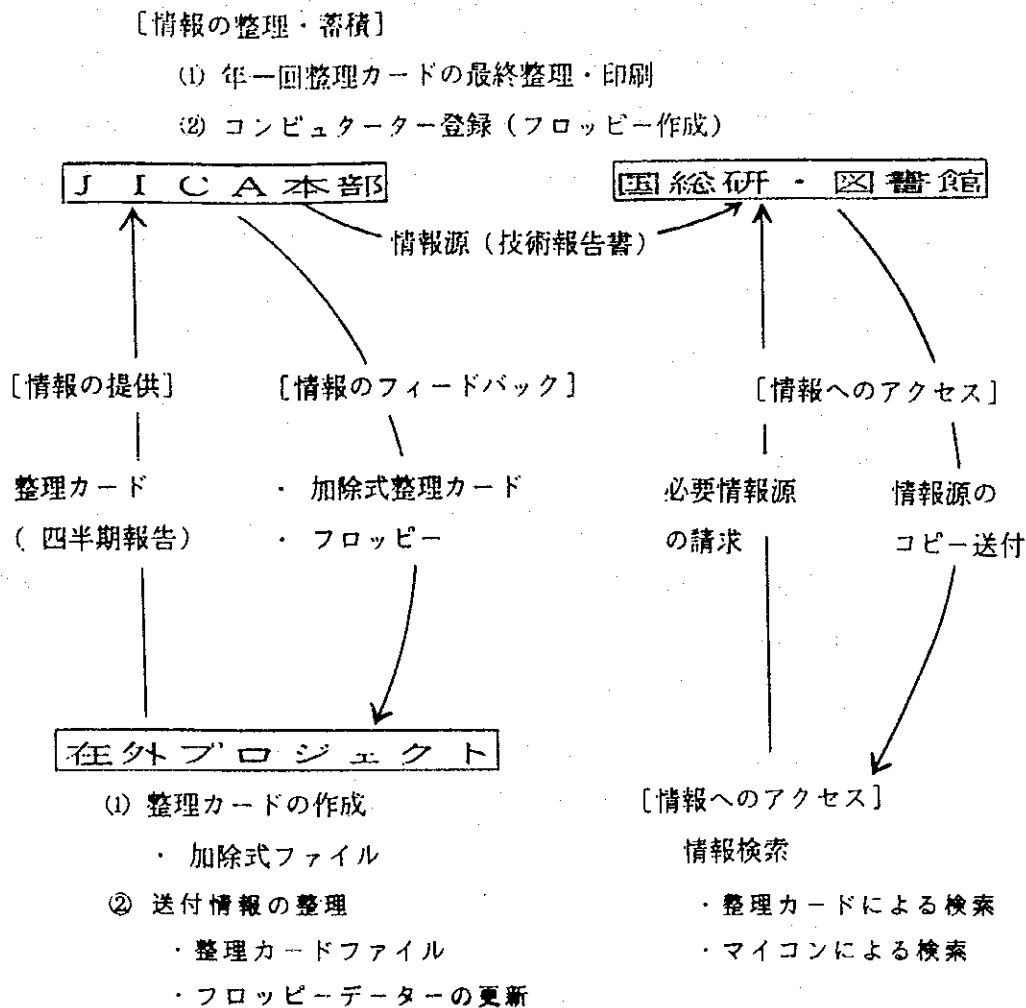 [情報の整理・蓄積]
(1) 年一回整理カードの最終整理・印刷
(2) コンピュターター登録(フロッピー作成)
JICA本部
国総研・図書館
情報源(技術報告書)
[情報の提供]
[情報のフィードバック]
[情報へのアクセス]
整理カード
(四半期報告)
・ 加除式整理カード
・ フロッピー
必要情報源
の請求
情報源の
コピー送付
在外プロジェクト
(1) 整理カードの作成
・ 加除式ファイル
② 送付情報の整理
・整理カードファイル
・フロッピーデーターの更新
[情報へのアクセス]
情報検索
・整理カードによる検索
・マイコンによる検索